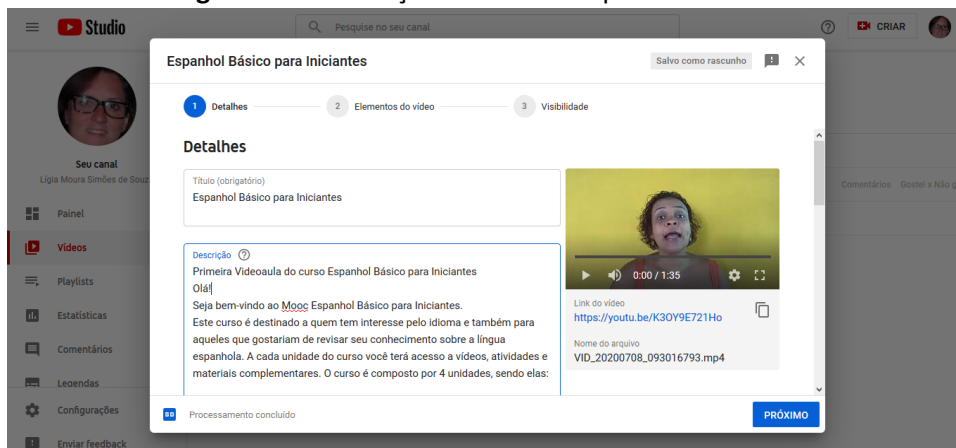 Studio
Pesquise no seu canal
CRIAR
Espanhol Básico para Iniciantes
Salvo como rascunho
1 Detalhes
2 Elementos do vídeo
3 Visibilidade
Detalhes
Título (obrigatório)
Espanhol Básico para Iniciantes
Descrição
Primeira Videoaula do curso Espanhol Básico para Iniciantes
Olá!
Seja bem-vindo ao Mooc Espanhol Básico para Iniciantes.
Este curso é destinado a quem tem interesse pelo idioma e também para
aqueles que gostariam de revisar seu conhecimento sobre a língua
espanhola. A cada unidade do curso você terá acesso a vídeos, atividades e
materiais complementares. O curso é composto por 4 unidades, sendo elas:
0:00 / 1:35
Link do vídeo
https://youtu.be/K3OY9E721Ho
Nome do arquivo
VID_20200708_093016793.mp4
SD
Processamento concluído
PRÓXIMO
Seu canal
Lígia Moura Simões de Souz
Painel
Vídeos
Playlists
Estatísticas
Comentários
Legendas
Configurações
Enviar feedback
Comentários Gostei x Não g